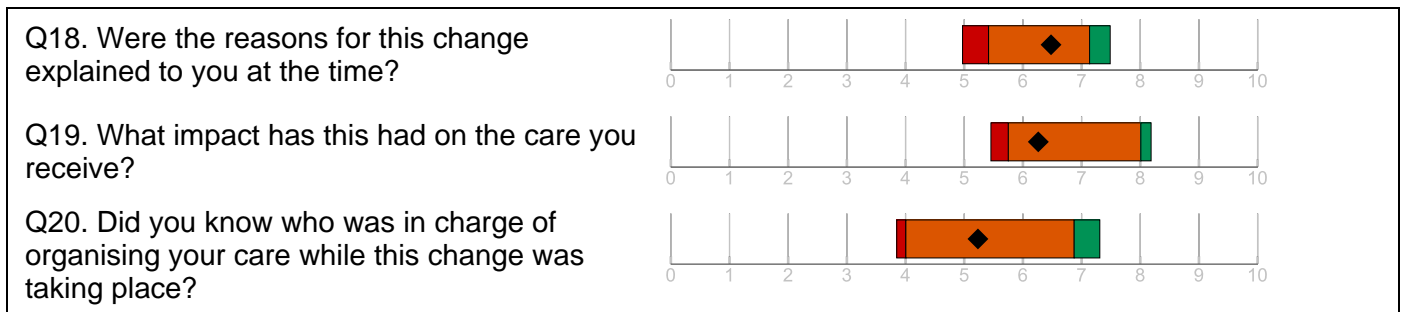 Q18. Were the reasons for this change
explained to you at the time?
0 1 2 3 4 5 6 7 8 9 10
Q19. What impact has this had on the care you
receive?
0 1 2 3 4 5 6 7 8 9 10
Q20. Did you know who was in charge of
organising your care while this change was
taking place?
0 1 2 3 4 5 6 7 8 9 10